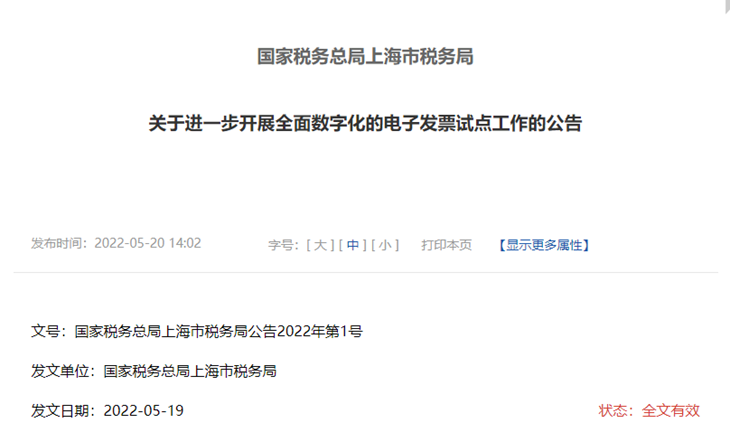 国家税务总局上海市税务局
关于进一步开展全面数字化的电子发票试点工作的公告
发布时间：2022-05-20 14:02 字号：[ 大 ] [ 中 ] [ 小 ] 打印本页 【显示更多属性】
文号：国家税务总局上海市税务局公告2022年第1号
发文单位：国家税务总局上海市税务局
发文日期：2022-05-19 状态：全文有效